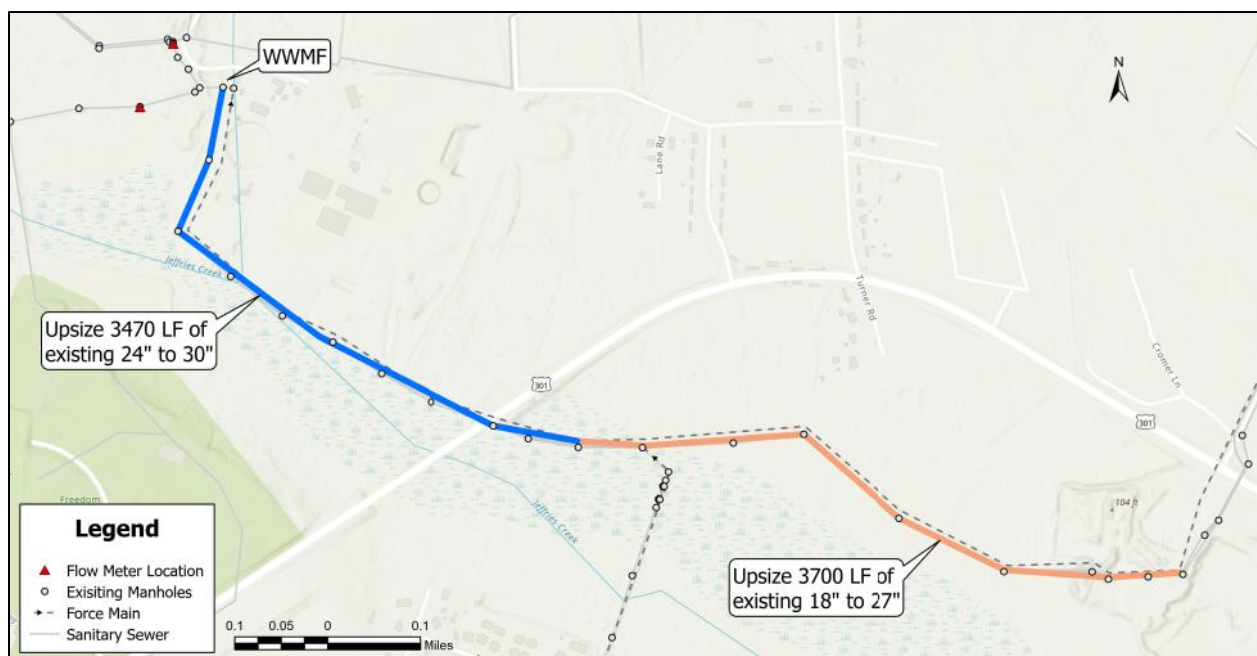 WWMF
N
Lane Rd
Jeffries Creek
Upsize 3470 LF of
existing 24" to 30"
Turner Rd
Cromer Ln
301
301
Freedom
Jeffries Creek
104 ft
Legend
Flow Meter Location
Exisiting Manholes
Force Main
Sanitary Sewer
Upsize 3700 LF of
existing 18" to 27"
0.1 0.05 0 0.1
Miles